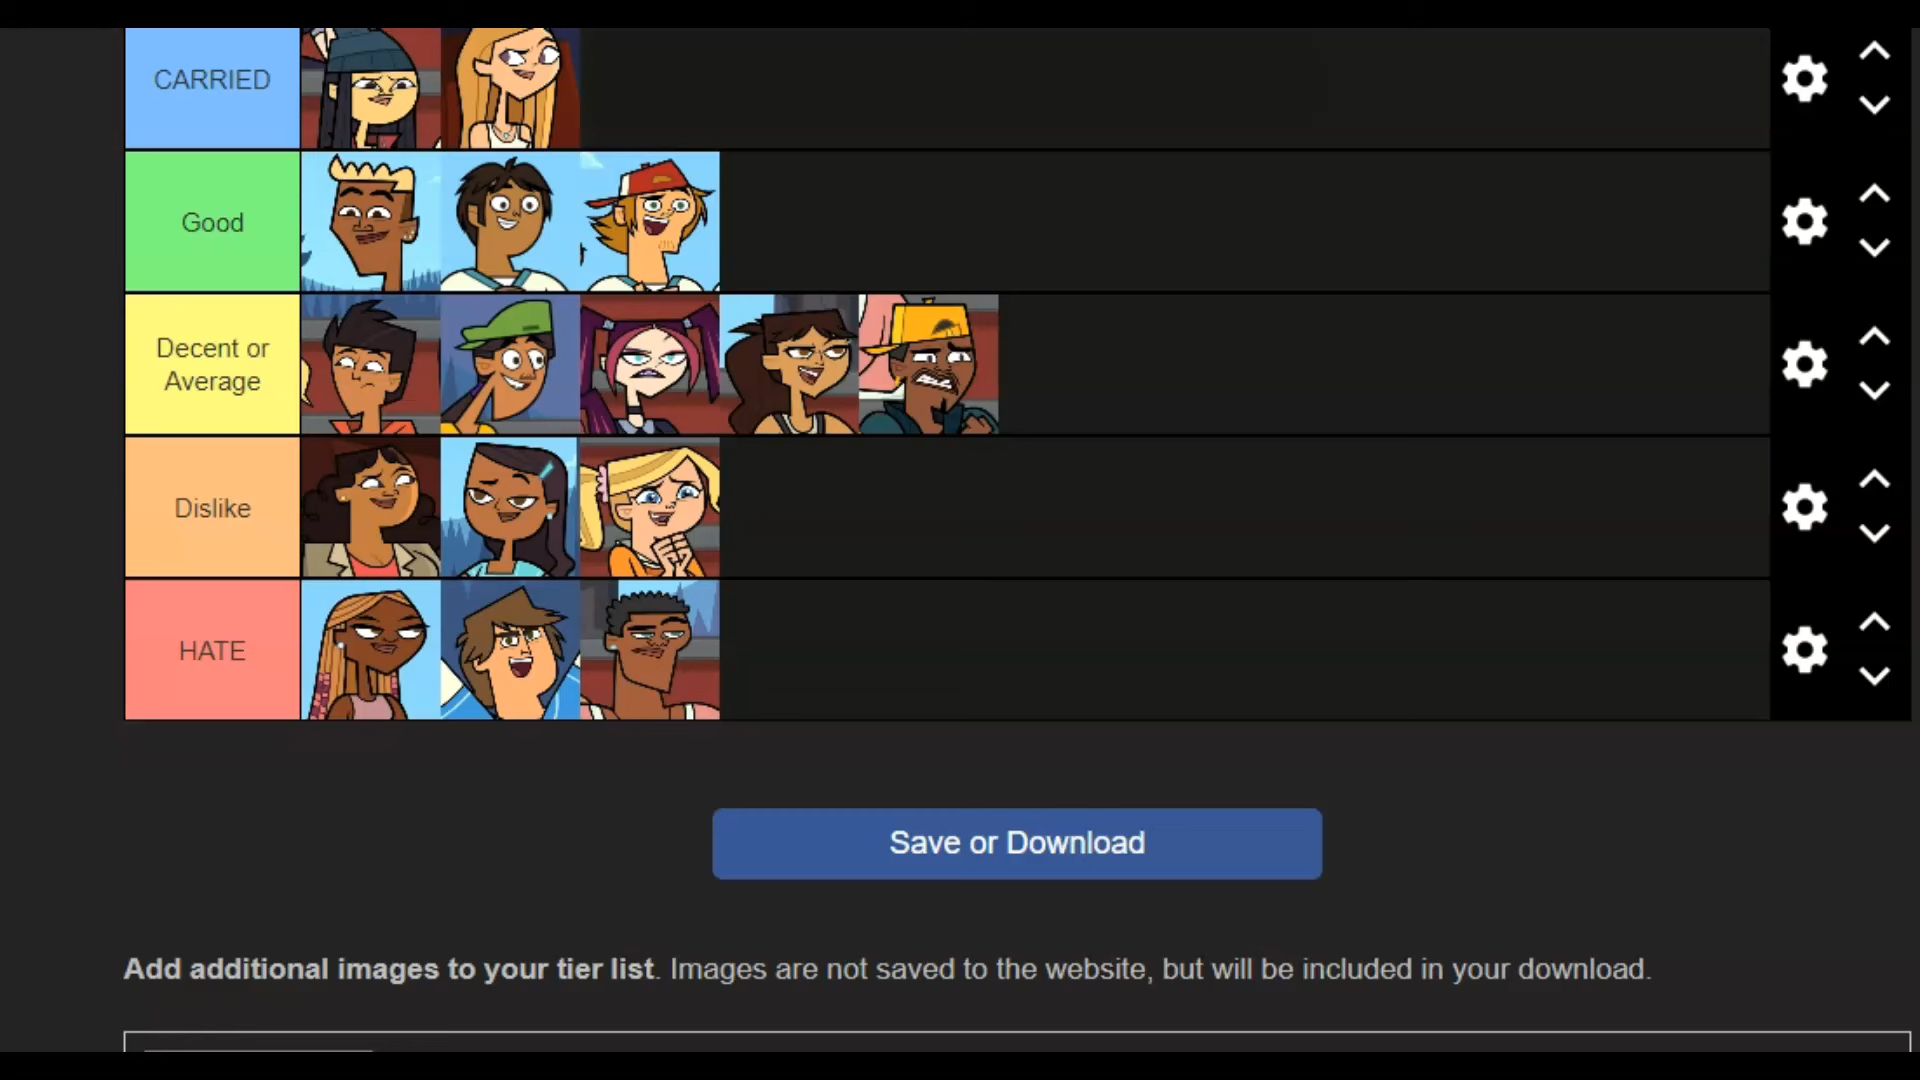 CARRIED
Good
Decent or
Average
Dislike
HATE
Save or Download
Add additional images to your tier list. Images are not saved to the website, but will be included in your download.